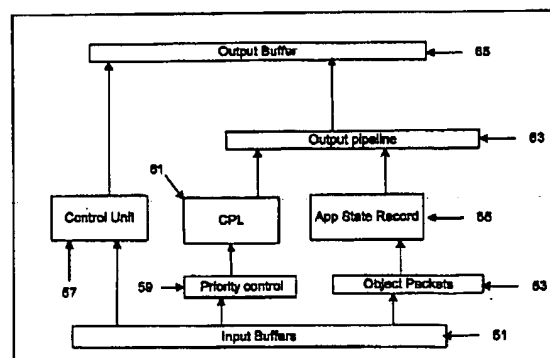 Output Buffer 65
Output pipeline 63
61
Control Unit CPL App State Record 55
57 59 Priority control Object Packets 53
Input Buffers 51